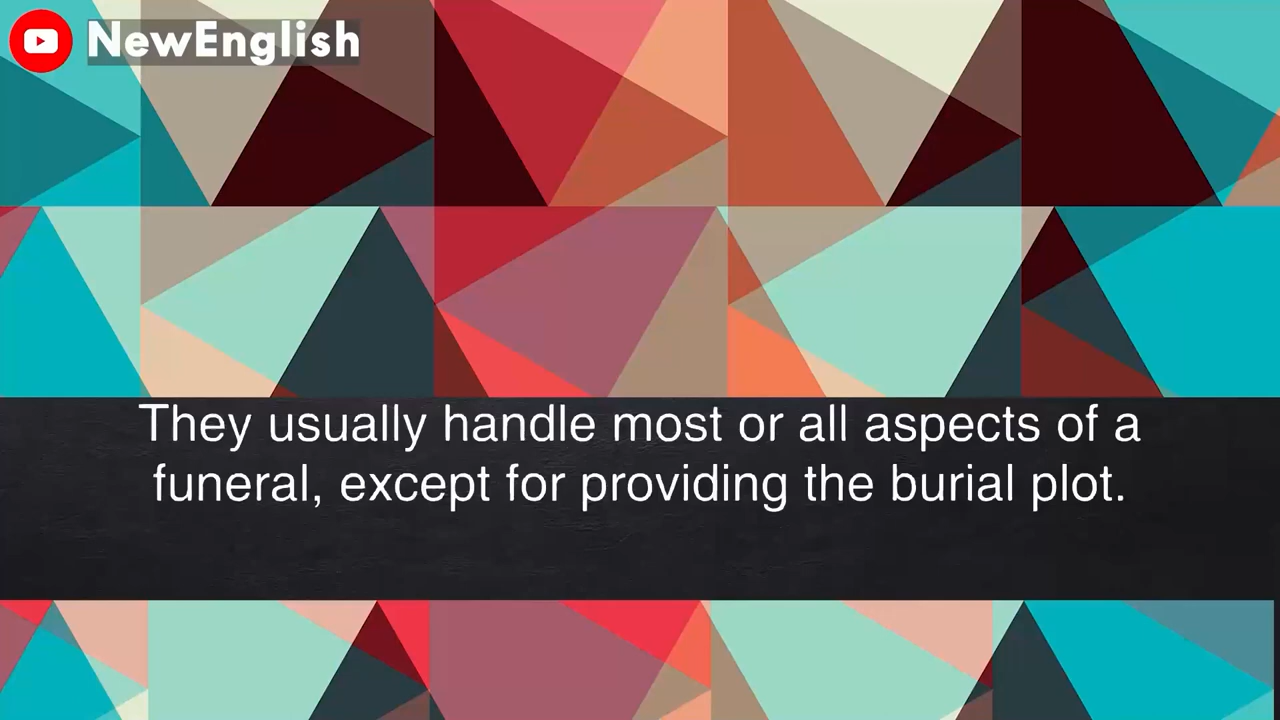 NewEnglish
They usually handle most or all aspects of a
funeral, except for providing the burial plot.